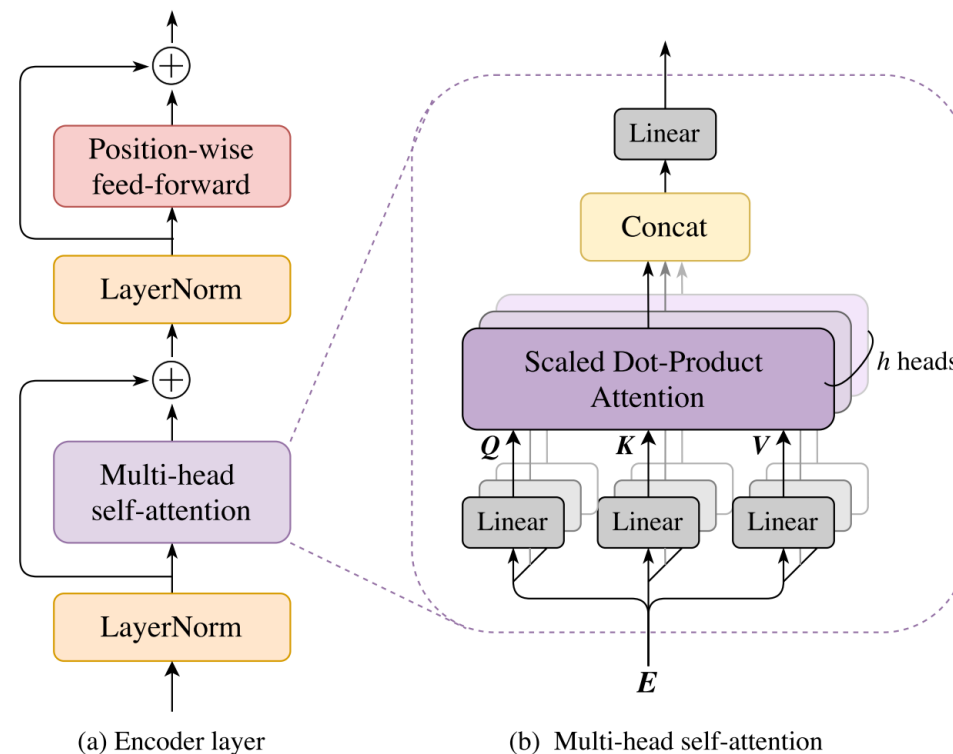 Position-wise
feed-forward
LayerNorm
Multi-head
self-attention
LayerNorm
(a) Encoder layer
Linear
Concat
Scaled Dot-Product
Attention
h heads
Q
K
V
Linear
Linear
Linear
E
(b) Multi-head self-attention